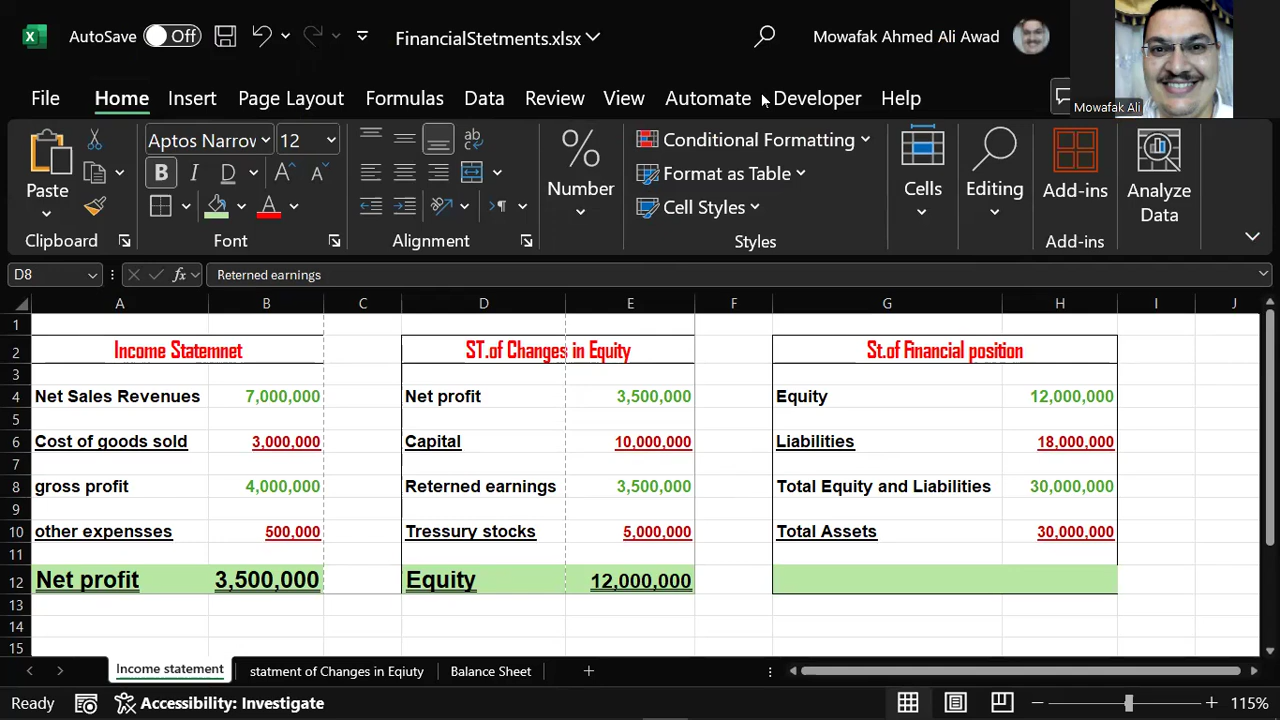 AutoSave Off FinancialStetments.xlsx Mowafak Ahmed Ali Awad
Mowafak Ali
File Home Insert Page Layout Formulas Data Review View Automate Developer Help
Paste
Clipboard
Aptos Narrow 12
B I D A A
A
Font
ab
Alignment
%
Number
Conditional Formatting
Format as Table
Cell Styles
Styles
Cells
Editing
Add-ins
Add-ins
Analyze
Data
D8 fx Reterned earnings
A B C D E F G H I J
1
2 Income Statemnet ST.of Changes in Equity St.of Financial position
3
4 Net Sales Revenues 7,000,000 Net profit 3,500,000 Equity 12,000,000
5
6 Cost of goods sold 3,000,000 Capital 10,000,000 Liabilities 18,000,000
7
8 gross profit 4,000,000 Reterned earnings 3,500,000 Total Equity and Liabilities 30,000,000
9
10 other expensses 500,000 Tressury stocks 5,000,000 Total Assets 30,000,000
11
12 Net profit 3,500,000 Equity 12,000,000
13
14
15
Income statement statment of Changes in Eqiuty Balance Sheet
Ready Accessibility: Investigate 115%